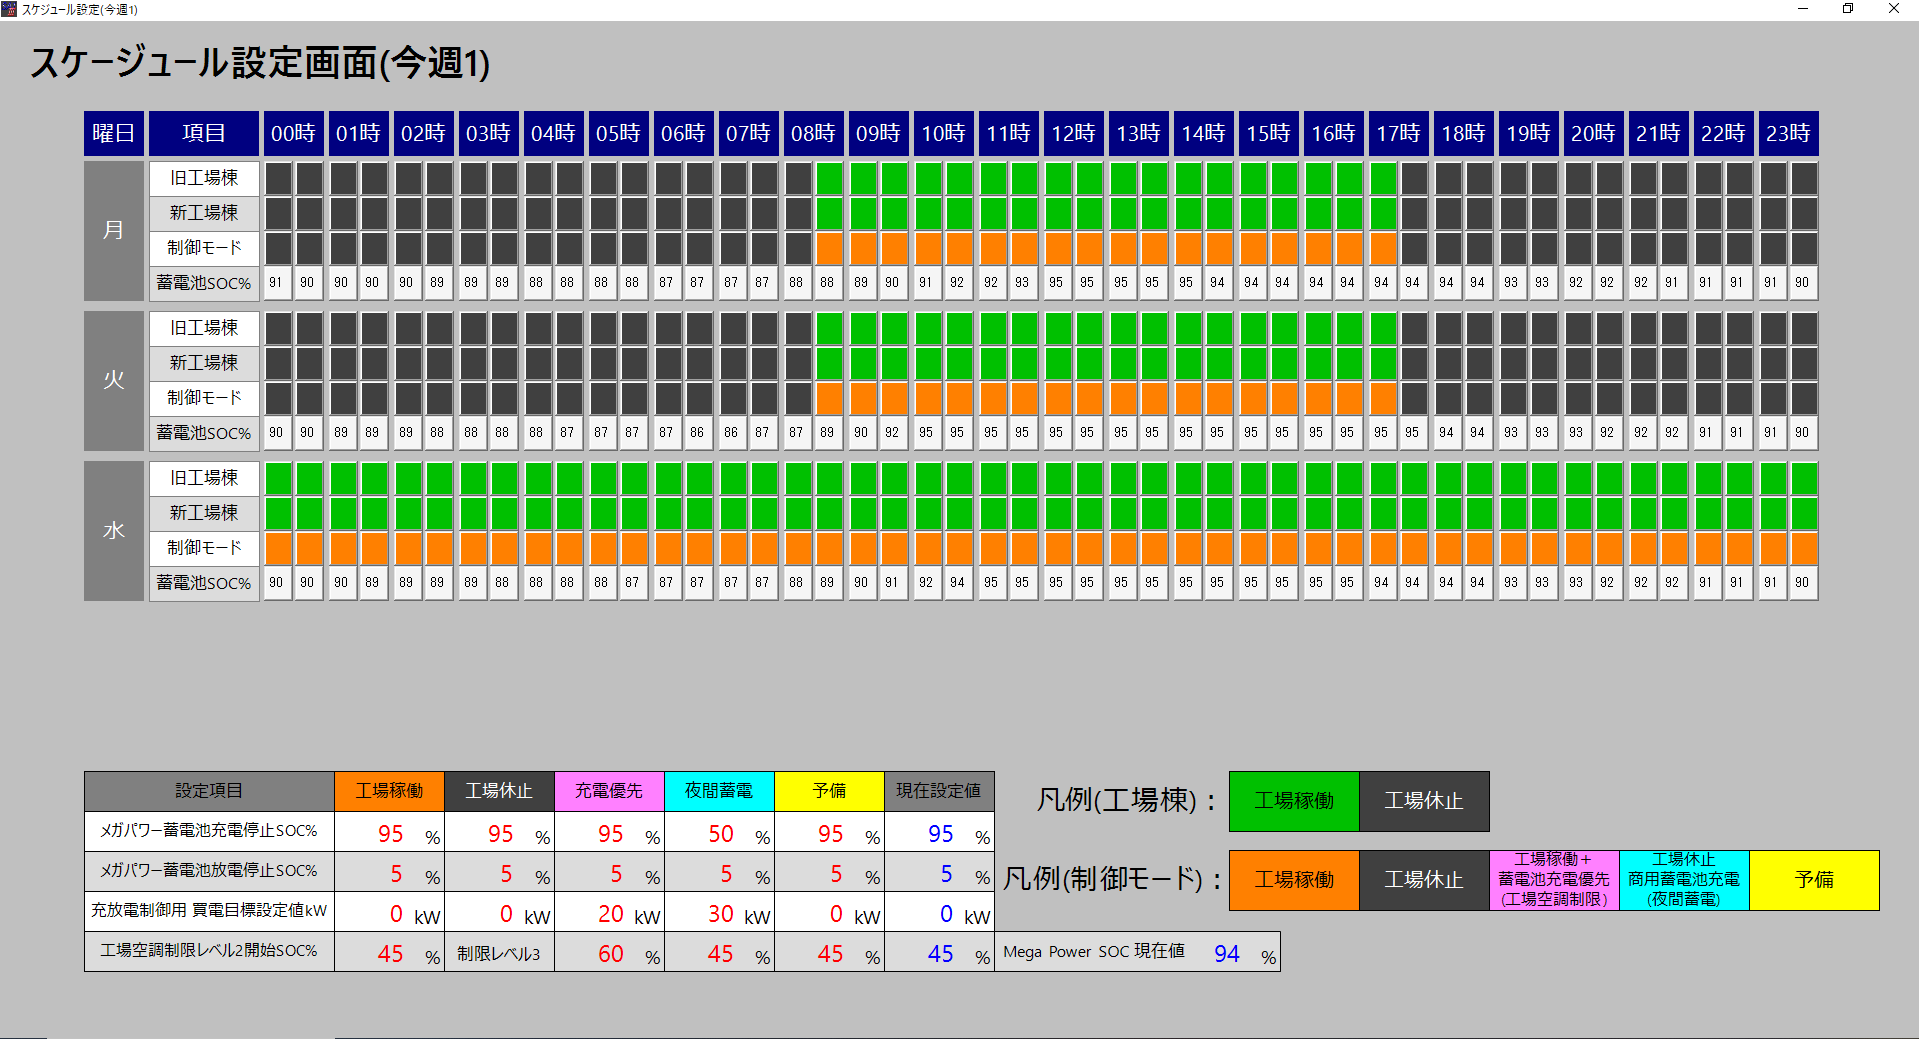 スケジュール設定(今週1)
スケージュール設定画面(今週1)
曜日 項目 00時 01時 02時 03時 04時 05時 06時 07時 08時 09時 10時 11時 12時 13時 14時 15時 16時 17時 18時 19時 20時 21時 22時 23時
月
旧工場棟
新工場棟
制御モード
蓄電池SOC% 91 90 90 90 90 89 89 89 88 88 88 88 87 87 87 87 88 88 89 90 91 92 92 93 95 95 95 95 95 94 94 94 94 94 94 94 94 94 93 93 92 92 92 91 91 91 91 90
火
旧工場棟
新工場棟
制御モード
蓄電池SOC% 90 90 89 89 89 88 88 88 88 87 87 87 87 86 86 87 87 89 90 92 95 95 95 95 95 95 95 95 95 95 95 95 95 95 95 95 94 94 93 93 93 92 92 92 91 91 91 90
水
旧工場棟
新工場棟
制御モード
蓄電池SOC% 90 90 90 89 89 89 89 88 88 88 88 87 87 87 87 87 88 89 90 91 92 94 95 95 95 95 95 95 95 95 95 95 95 95 94 94 94 94 93 93 93 92 92 92 91 91 91 90
設定項目 工場稼働 工場休止 充電優先 夜間蓄電 予備 現在設定値
メガパワー蓄電池充電停止SOC% 95 % 95 % 95 % 50 % 95 % 95 %
メガパワー蓄電池放電停止SOC% 5 % 5 % 5 % 5 % 5 % 5 %
充放電制御用 買電目標設定値kW 0 kW 0 kW 20 kW 30 kW 0 kW 0 kW
工場空調制限レベル2開始SOC% 45 % 制限レベル3 60 % 45 % 45 % 45 %
Mega Power SOC 現在値 94 %
凡例(工場棟)： 工場稼働 工場休止
凡例(制御モード)： 工場稼働 工場休止
工場稼働＋
蓄電池充電優先
(工場空調制限)
工場休止
商用蓄電池充電
(夜間蓄電)
予備